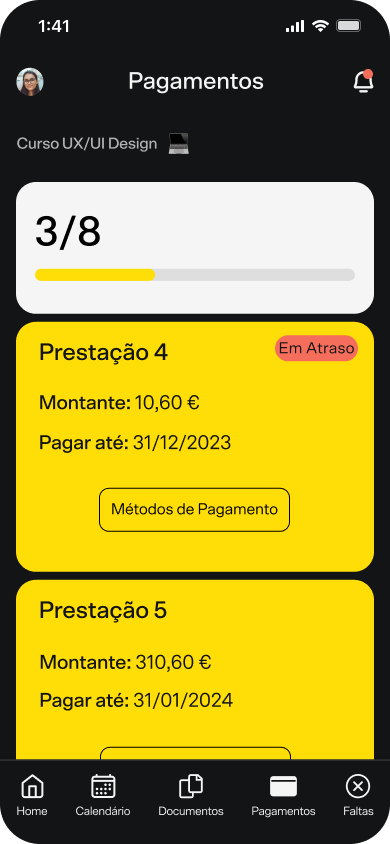 1:41
Pagamentos
Curso UX/UI Design
3/8
Prestação 4
Em Atraso
Montante: 10,60 €
Pagar até: 31/12/2023
Métodos de Pagamento
Prestação 5
Montante: 310,60 €
Pagar até: 31/01/2024
Home
Calendário
Documentos
Pagamentos
Faltas